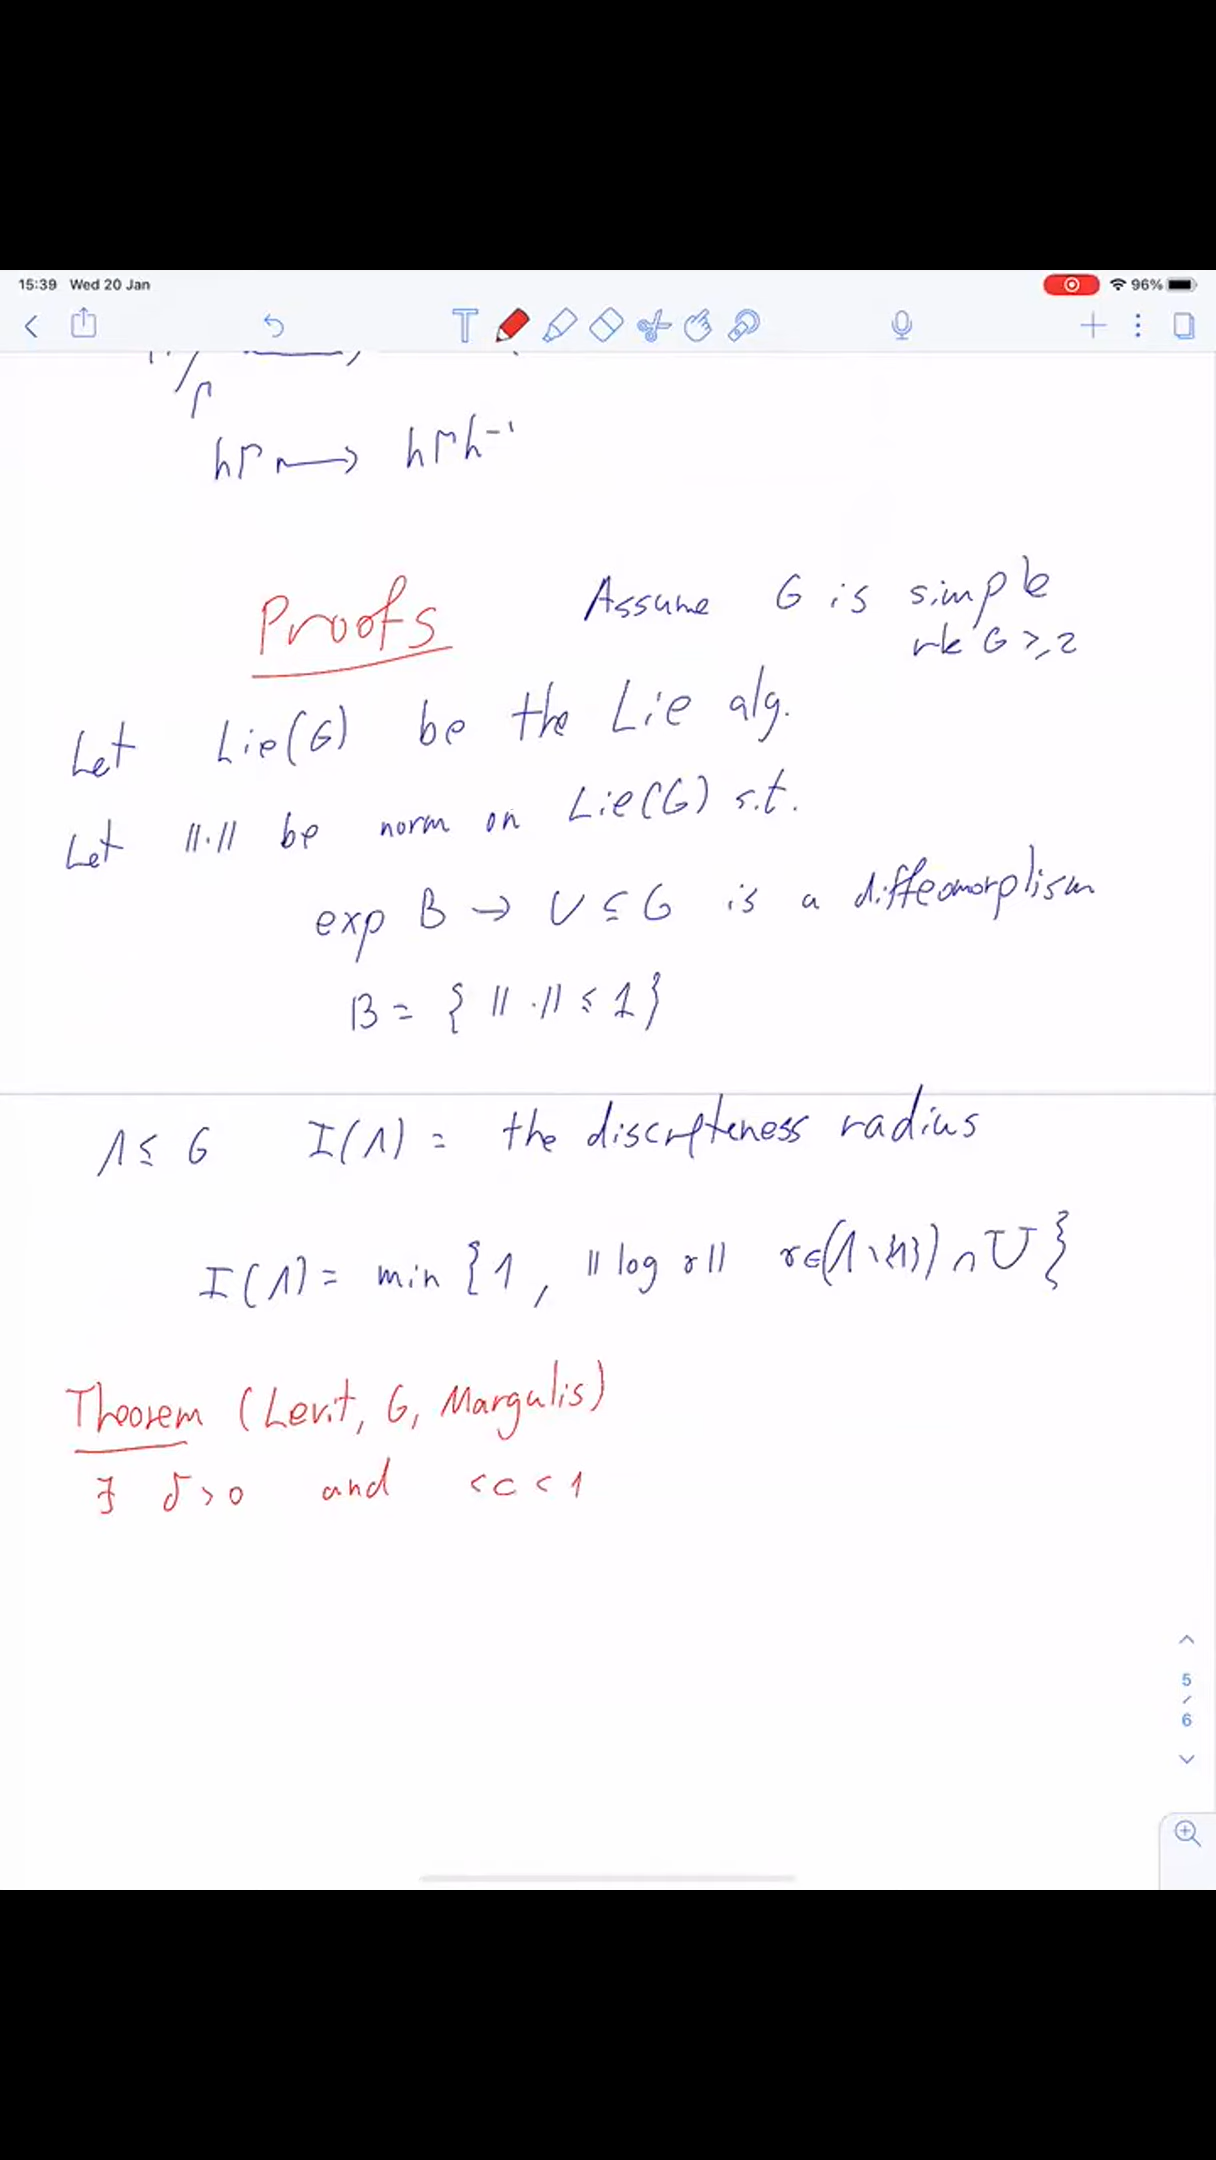 15:39 Wed 20 Jan
96%
Γ
hΓ ⟼ hΓh⁻¹
Proofs
Assume G is simple
rk G ≥ 2
Let Lie(G) be the Lie alg.
Let ||·|| be norm on Lie(G) s.t.
exp B → U ≤ G is a diffeomorphism
B = { || · || ≤ 1 }
Λ ≤ G I(Λ) = the discreteness radius
I(Λ) = min { 1, || log γ || γ∈(Λ∖{1}) ∩ U }
Theorem (Levit, G, Margulis)
∃ δ > 0 and < c < 1
5
/
6